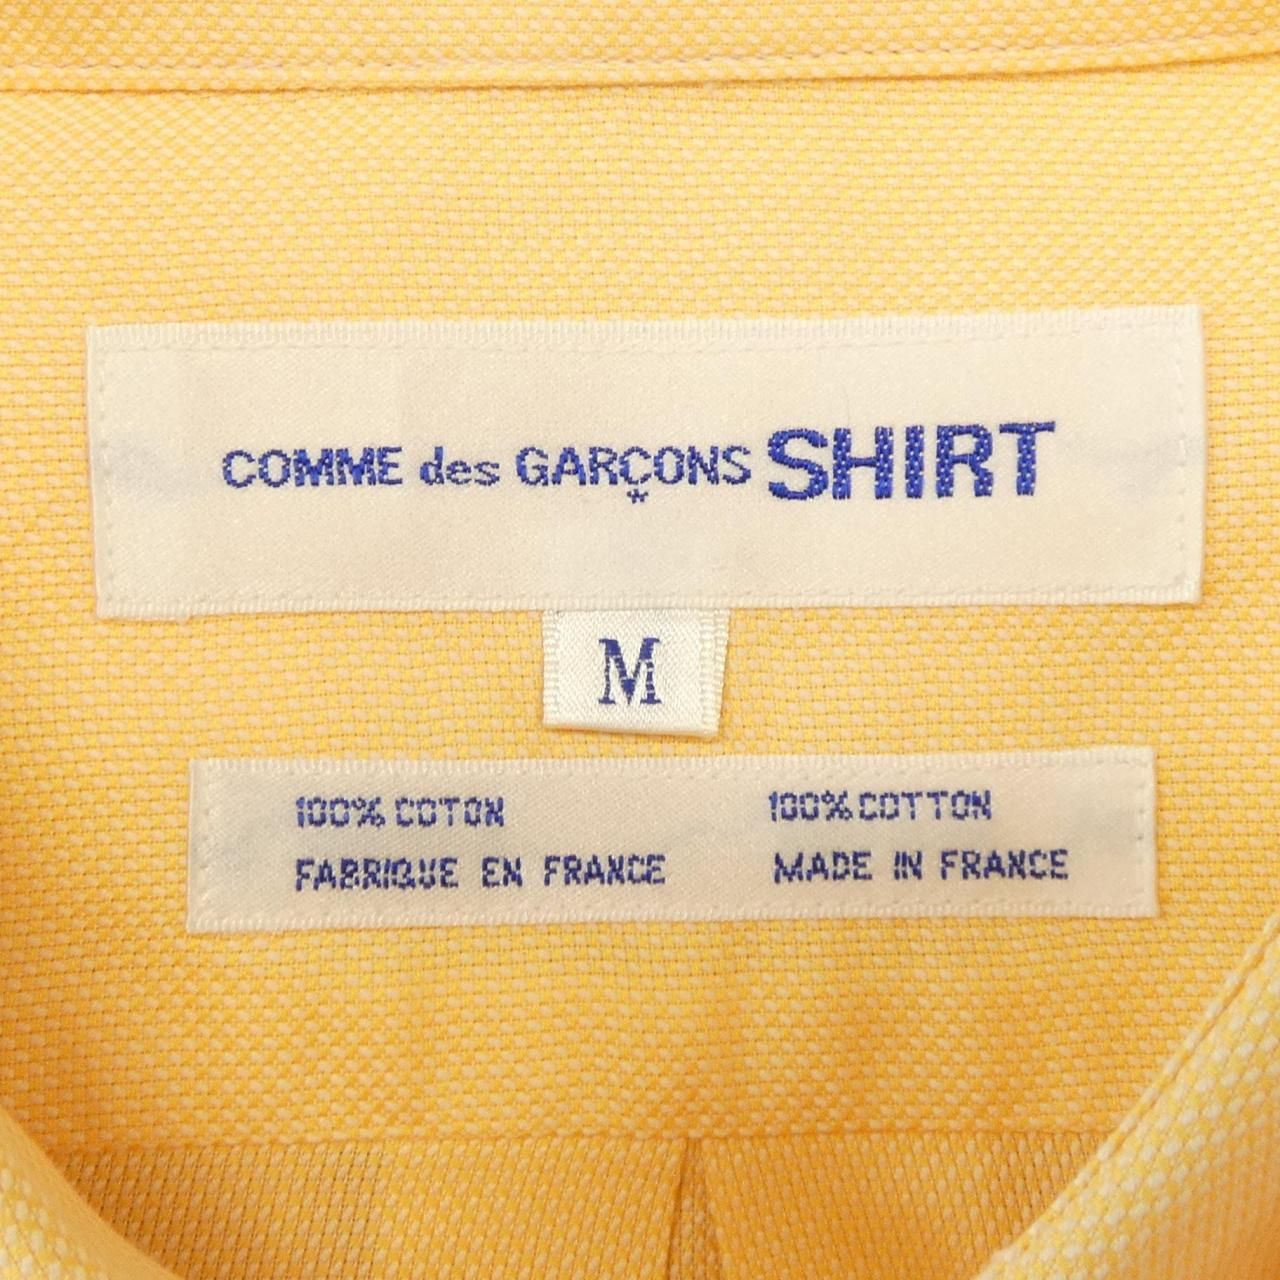 COMME des GARÇONS SHIRT
*
M
100% COTON 100% COTTON
FABRIQUE EN FRANCE MADE IN FRANCE